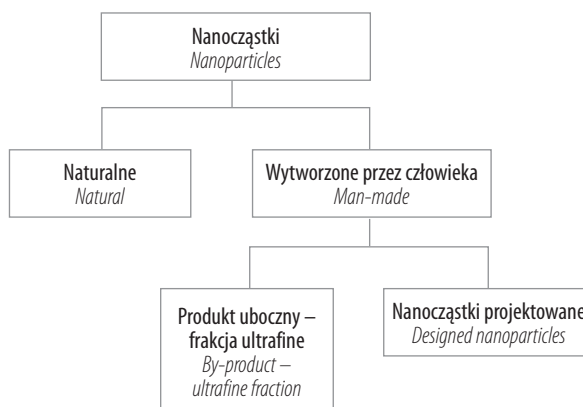 Nanocząstki
Nanoparticles
Naturalne
Natural
Wytworzone przez człowieka
Man-made
Produkt uboczny –
frakcja ultrafine
By-product –
ultrafine fraction
Nanocząstki projektowane
Designed nanoparticles